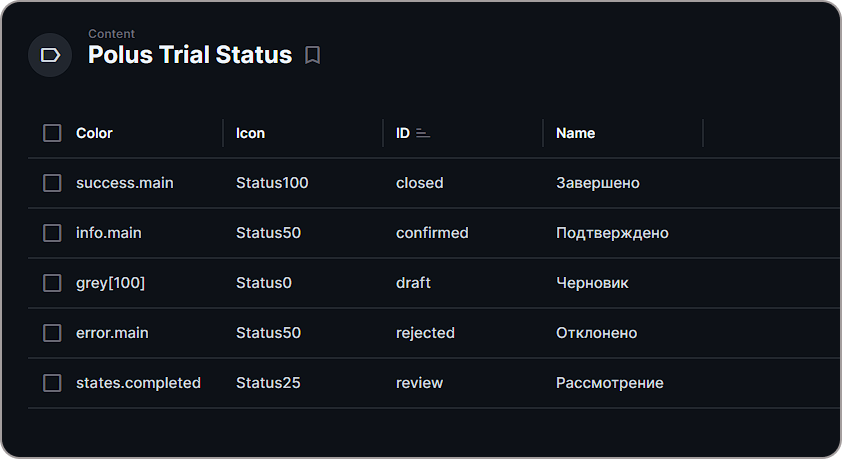 Content
Polus Trial Status
Color Icon ID Name
success.main Status100 closed Завершено
info.main Status50 confirmed Подтверждено
grey[100] Status0 draft Черновик
error.main Status50 rejected Отклонено
states.completed Status25 review Рассмотрение